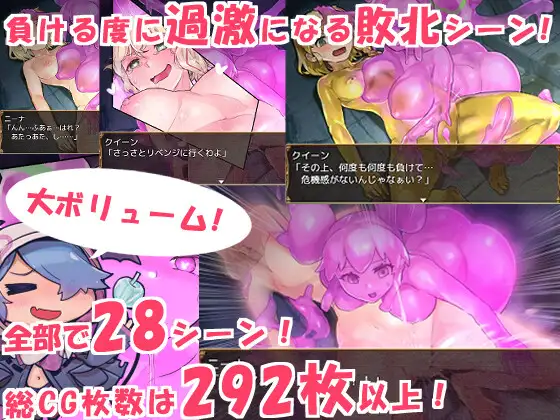 負ける度に過激になる敗北シーン!
ニーナ
「んん…ふあぁ…はれ?
あたっあた、し……」
クイーン
「さっさとリベンジに行くわよ」
クイーン
「その上、何度も何度も負けて…
危機感がないんじゃなぁい?」
大ボリューム!
全部で28シーン!
総CG枚数は292枚以上!